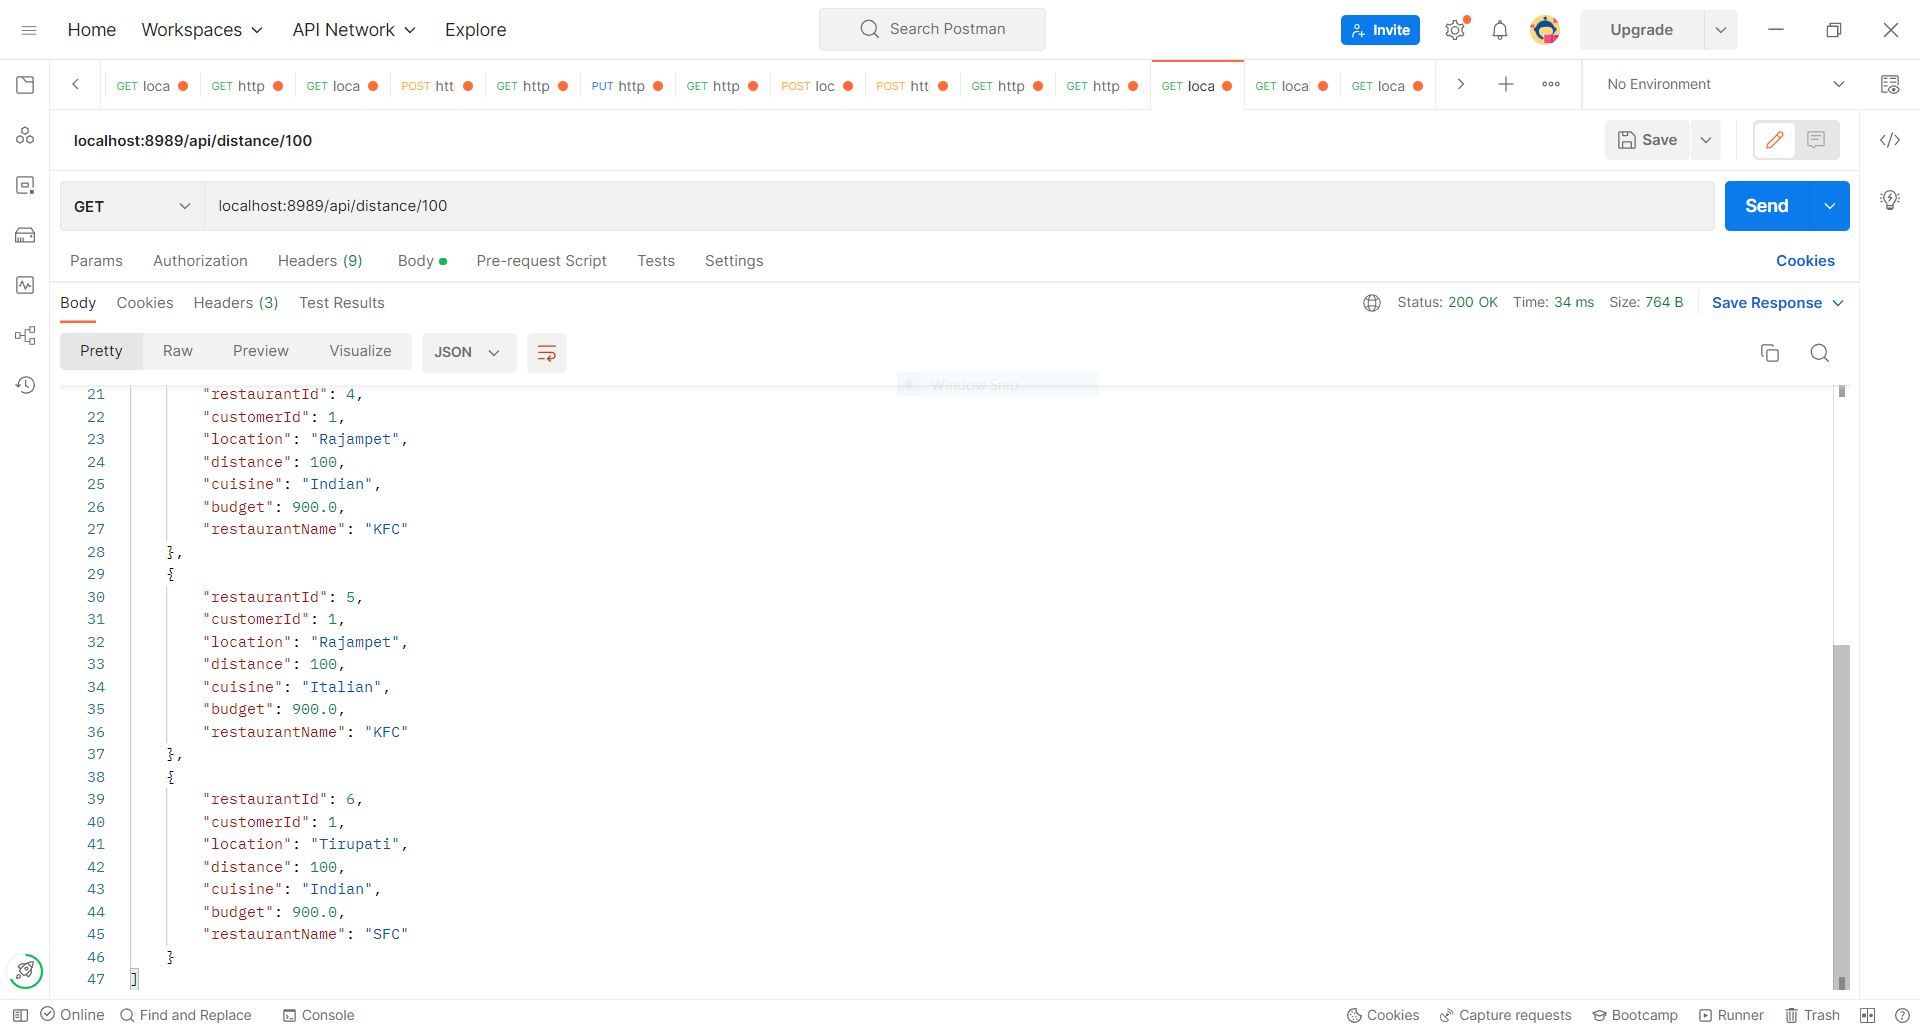 Home Workspaces API Network Explore Search Postman Invite Upgrade
GET loca GET http GET loca POST htt GET http PUT http GET http POST loc POST htt GET http GET http GET loca GET loca GET loca No Environment
localhost:8989/api/distance/100 Save
GET localhost:8989/api/distance/100 Send
Params Authorization Headers (9) Body Pre-request Script Tests Settings Cookies
Body Cookies Headers (3) Test Results Status: 200 OK Time: 34 ms Size: 764 B Save Response
Pretty Raw Preview Visualize JSON
Window Snip
21 "restaurantId": 4,
22 "customerId": 1,
23 "location": "Rajampet",
24 "distance": 100,
25 "cuisine": "Indian",
26 "budget": 900.0,
27 "restaurantName": "KFC"
28 },
29 {
30 "restaurantId": 5,
31 "customerId": 1,
32 "location": "Rajampet",
33 "distance": 100,
34 "cuisine": "Italian",
35 "budget": 900.0,
36 "restaurantName": "KFC"
37 },
38 {
39 "restaurantId": 6,
40 "customerId": 1,
41 "location": "Tirupati",
42 "distance": 100,
43 "cuisine": "Indian",
44 "budget": 900.0,
45 "restaurantName": "SFC"
46 }
47 ]
Online Find and Replace Console Cookies Capture requests Bootcamp Runner Trash